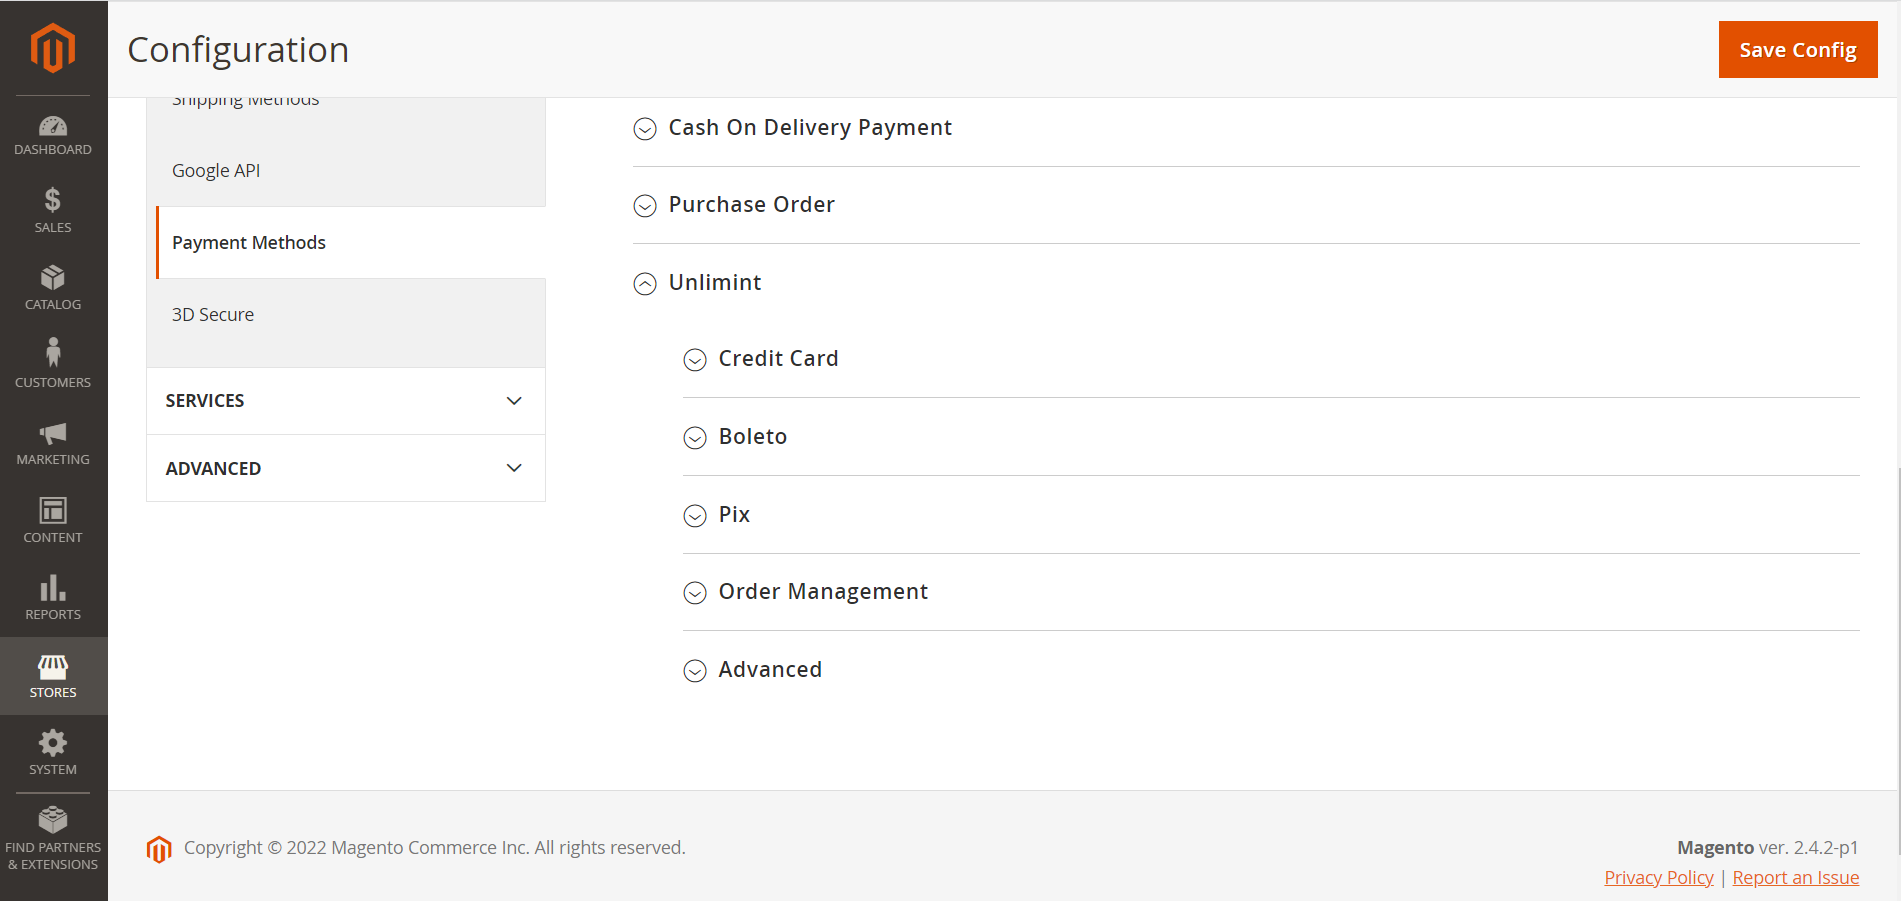 Configuration
Save Config
DASHBOARD
SALES
CATALOG
CUSTOMERS
MARKETING
CONTENT
REPORTS
STORES
SYSTEM
FIND PARTNERS
& EXTENSIONS
Shipping Methods
Google API
Payment Methods
3D Secure
SERVICES
ADVANCED
Cash On Delivery Payment
Purchase Order
Unlimint
Credit Card
Boleto
Pix
Order Management
Advanced
Copyright © 2022 Magento Commerce Inc. All rights reserved.
Magento ver. 2.4.2-p1
Privacy Policy | Report an Issue